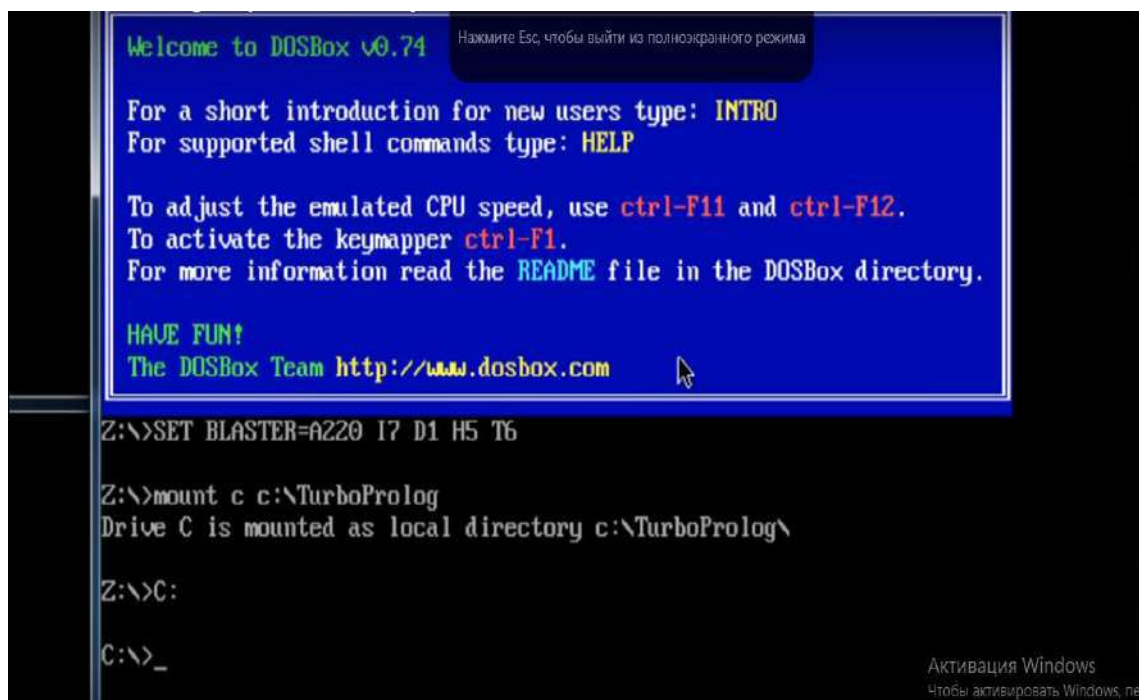 Welcome to DOSBox v0.74
Нажмите Esc, чтобы выйти из полноэкранного режима
For a short introduction for new users type: INTRO
For supported shell commands type: HELP
To adjust the emulated CPU speed, use ctrl-F11 and ctrl-F12.
To activate the keymapper ctrl-F1.
For more information read the README file in the DOSBox directory.
HAVE FUN!
The DOSBox Team http://www.dosbox.com
Z:\>SET BLASTER=A220 I7 D1 H5 T6
Z:\>mount c c:\TurboProlog
Drive C is mounted as local directory c:\TurboProlog\
Z:\>C:
C:\>_
Активация Windows
Чтобы активировать Windows,